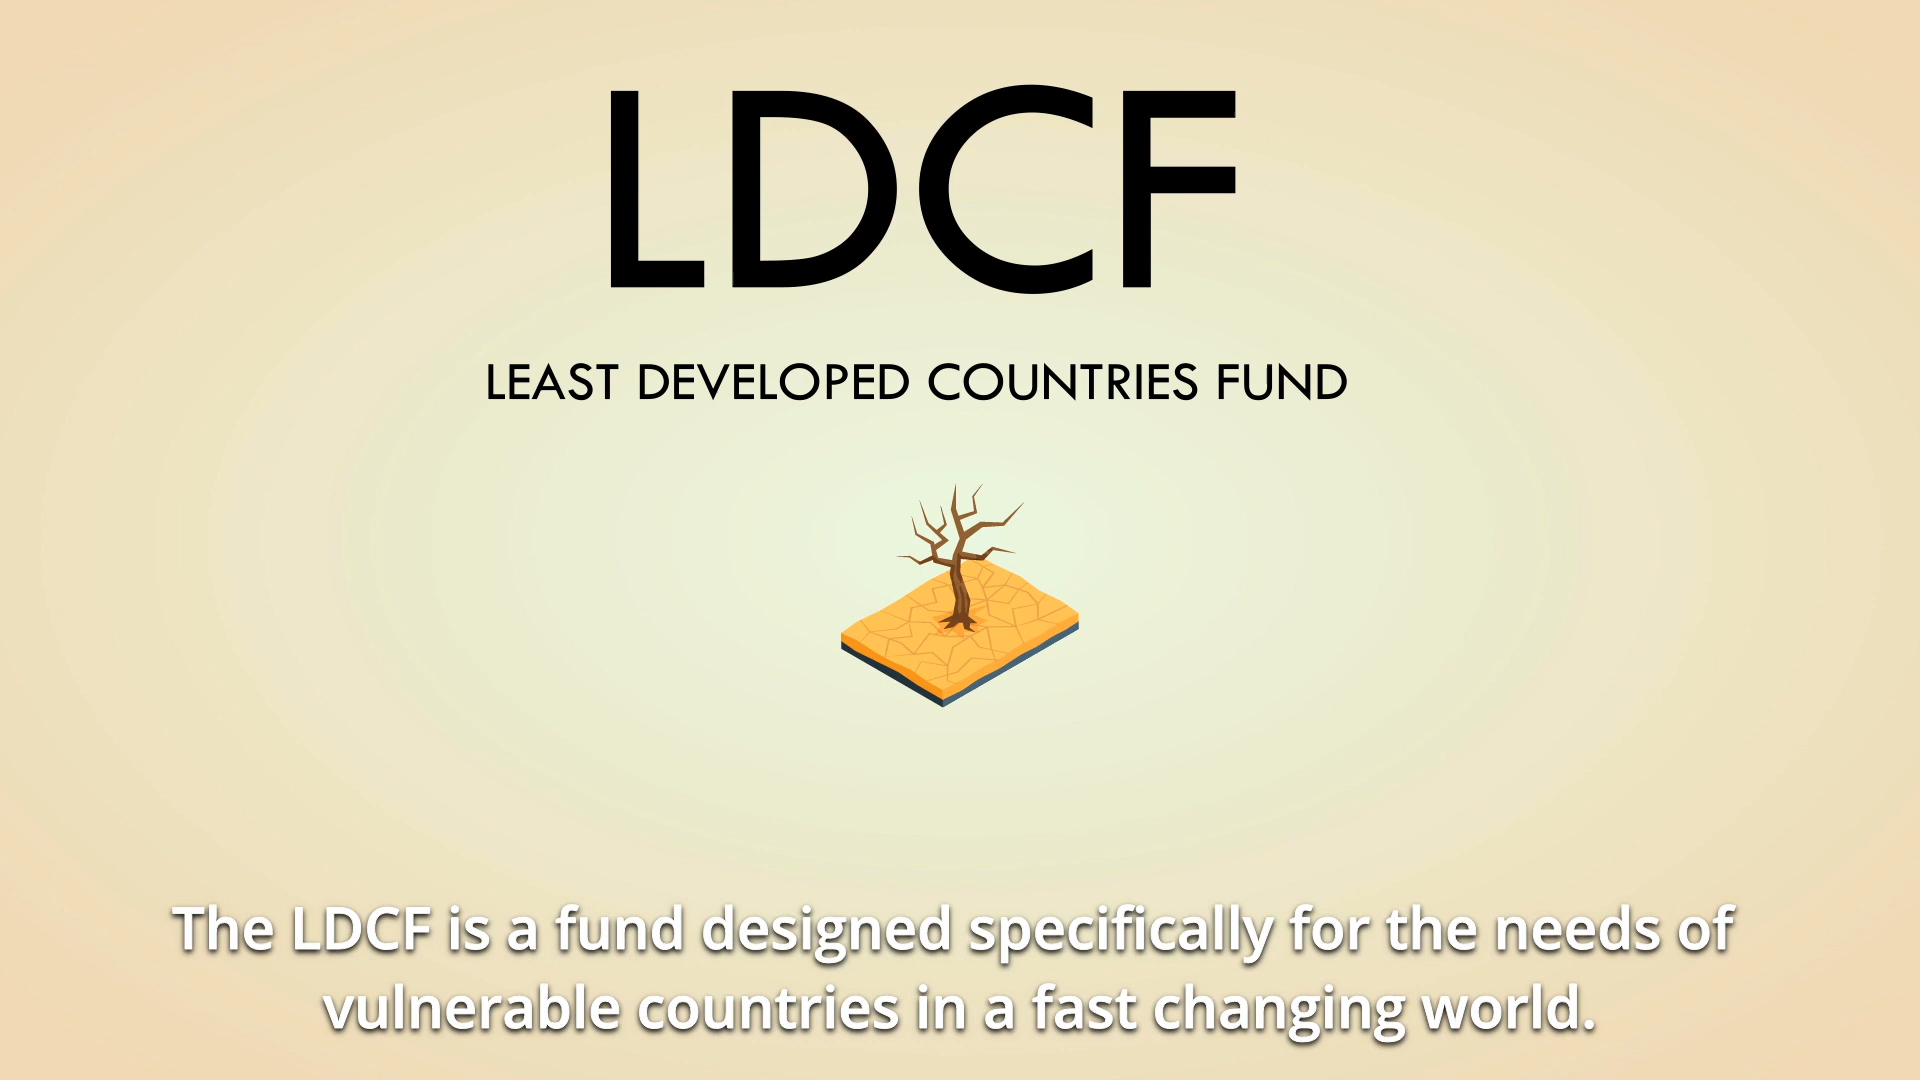 LDCF
LEAST DEVELOPED COUNTRIES FUND
The LDCF is a fund designed specifically for the needs of
vulnerable countries in a fast changing world.